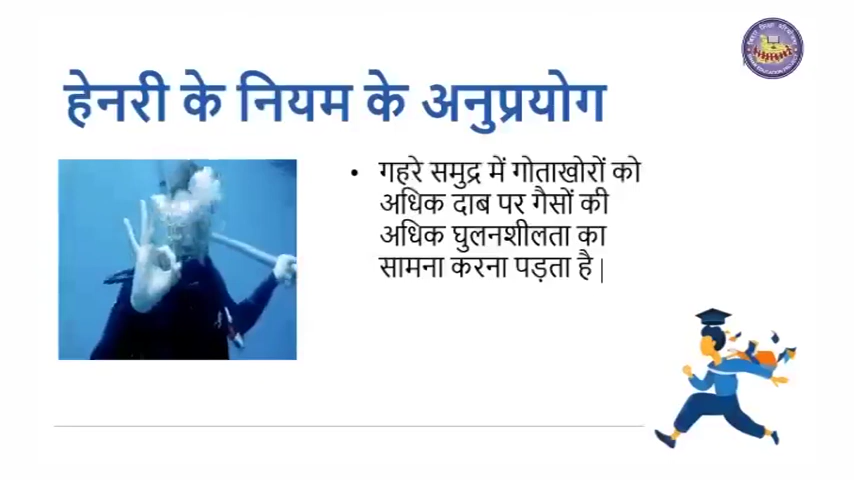 हेनरी के नियम के अनुप्रयोग
• गहरे समुद्र में गोताखोरों को
अधिक दाब पर गैसों की
अधिक घुलनशीलता का
सामना करना पड़ता है |